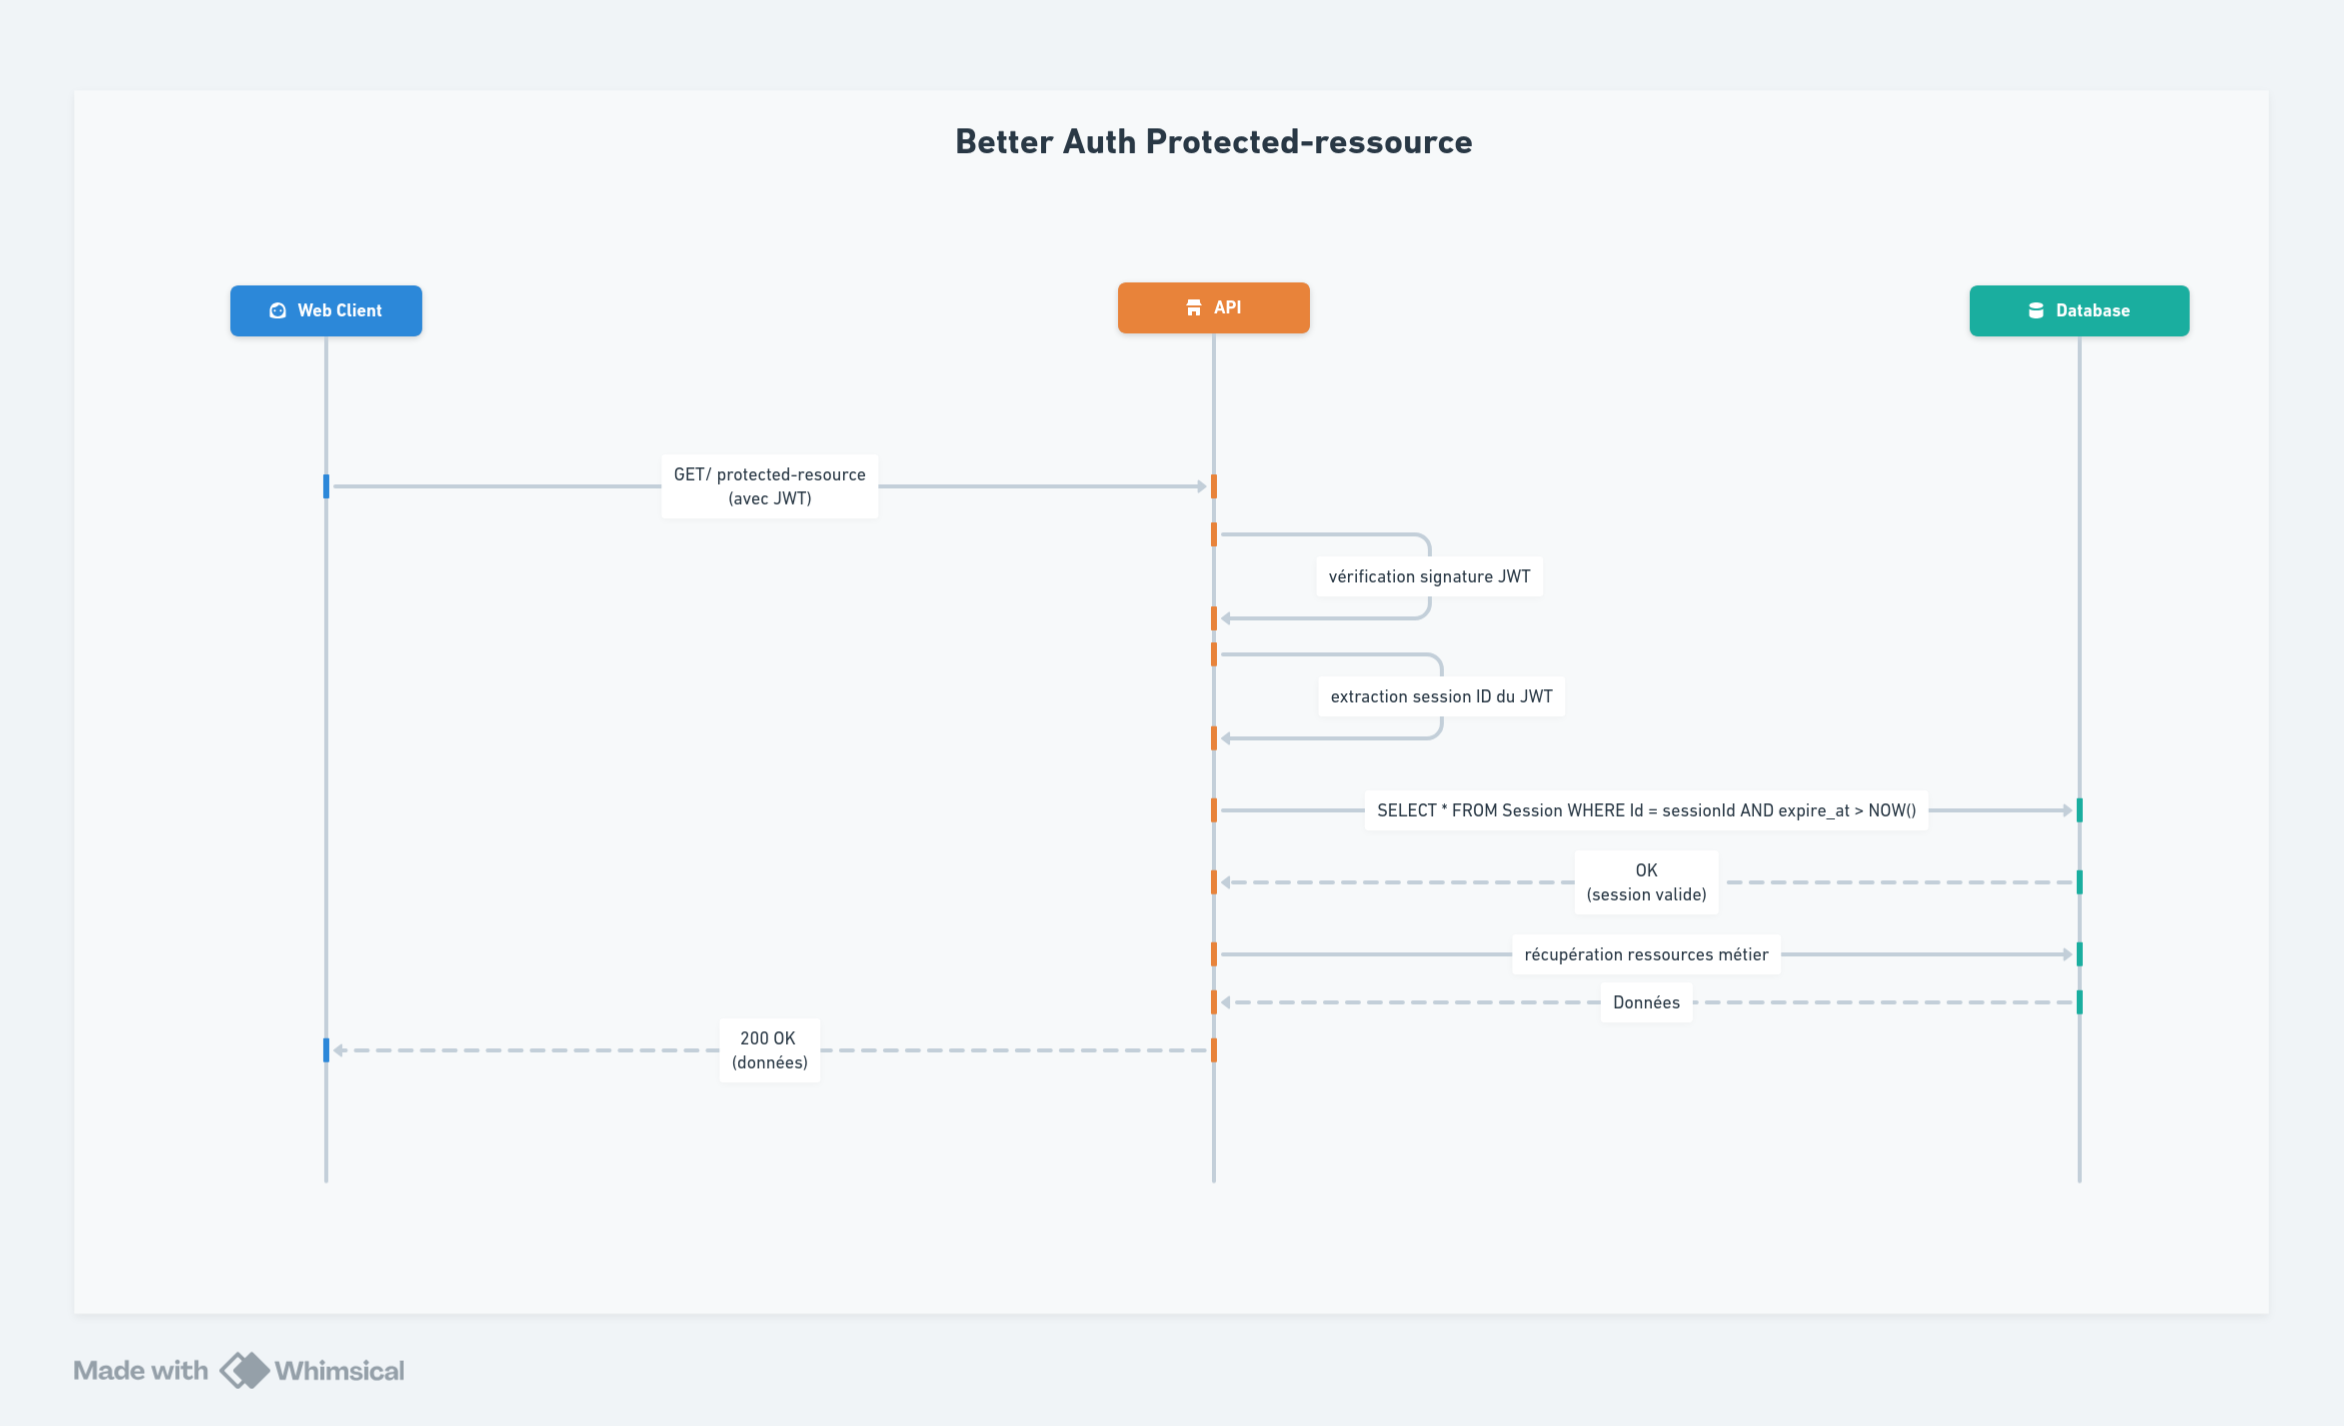 Better Auth Protected-ressource
Web Client
API
Database
GET/ protected-resource
(avec JWT)
vérification signature JWT
extraction session ID du JWT
SELECT * FROM Session WHERE Id = sessionId AND expire_at > NOW()
OK
(session valide)
récupération ressources métier
Données
200 OK
(données)
Made with Whimsical